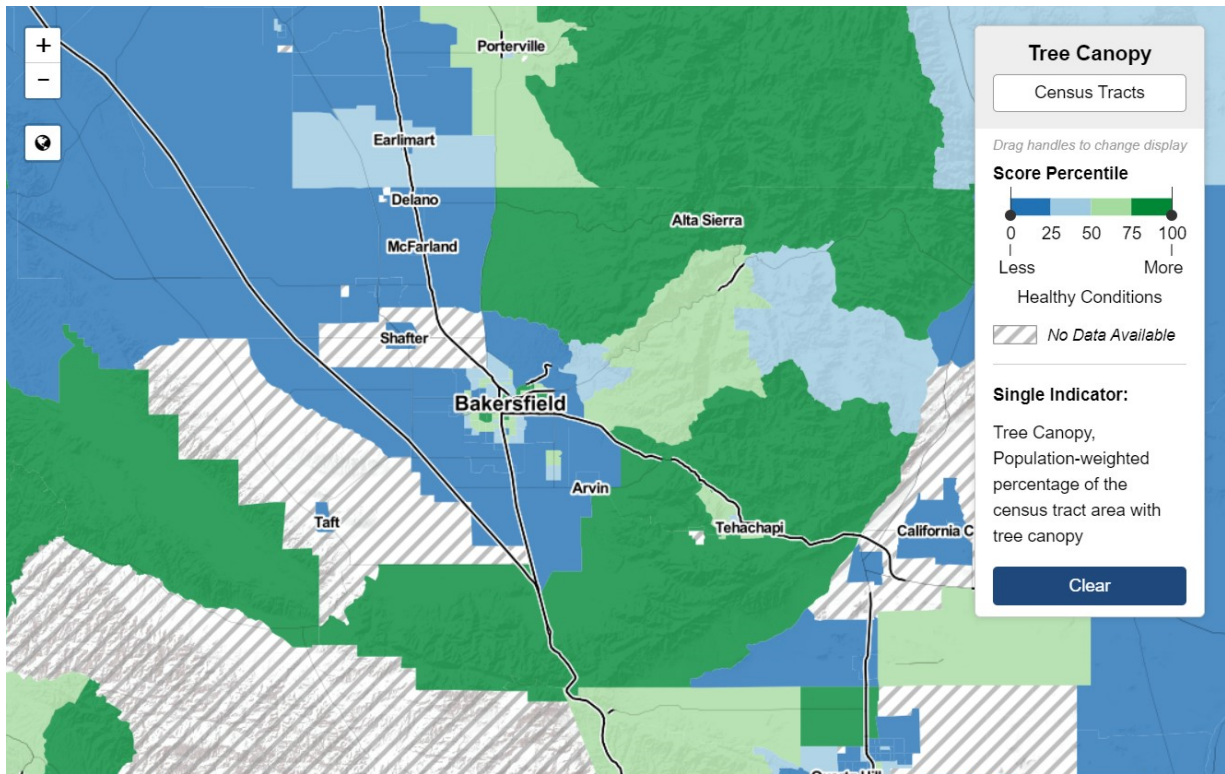 +
−
Porterville
Earlimart
Delano
McFarland
Alta Sierra
Shafter
Bakersfield
Arvin
Taft
Tehachapi
California C
Tree Canopy
Census Tracts
Drag handles to change display
Score Percentile
0 25 50 75 100
Less More
Healthy Conditions
No Data Available
Single Indicator:
Tree Canopy,
Population-weighted
percentage of the
census tract area with
tree canopy
Clear